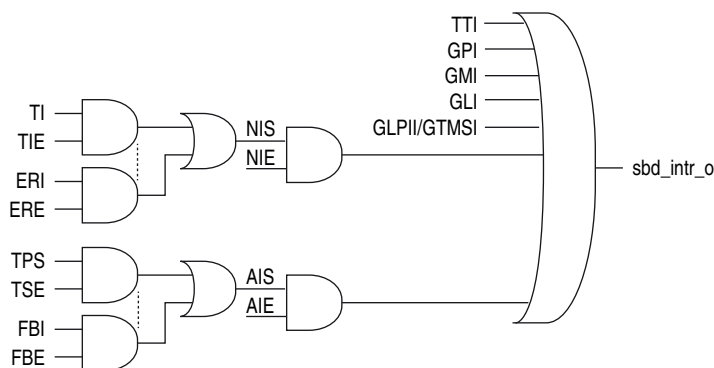 TTI
GPI
GMI
GLI
GLPII/GTMSI
TI
TIE
ERI
ERE
NIS
NIE
sbd_intr_o
TPS
TSE
FBI
FBE
AIS
AIE